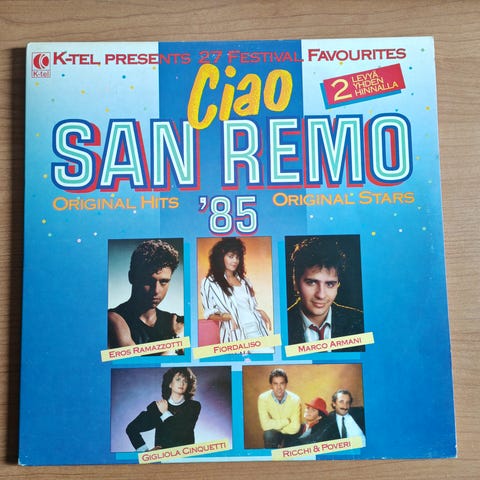 K-TEL PRESENTS 27 FESTIVAL FAVOURITES
K-tel
Ciao
2 LEVYÄ
YHDEN
HINNALLA
SAN REMO
ORIGINAL HITS '85 ORIGINAL STARS
EROS RAMAZZOTTI
FIORDALISO
MARCO ARMANI
GIGLIOLA CINQUETTI
RICCHI & POVERI